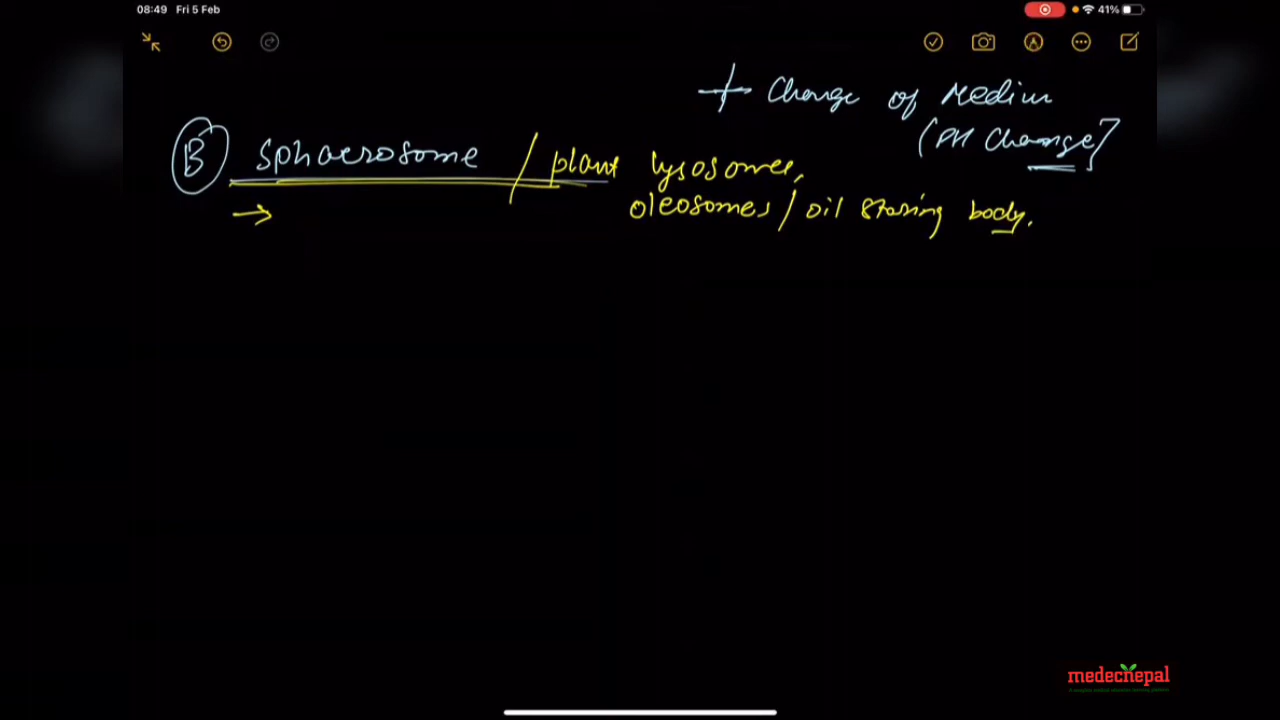 08:49 Fri 5 Feb 41%
+ Change of Medium
(PH Change]
(B) Sphaerosome / plant lysosomes,
→ oleosomes / oil storing body.
medecnepal